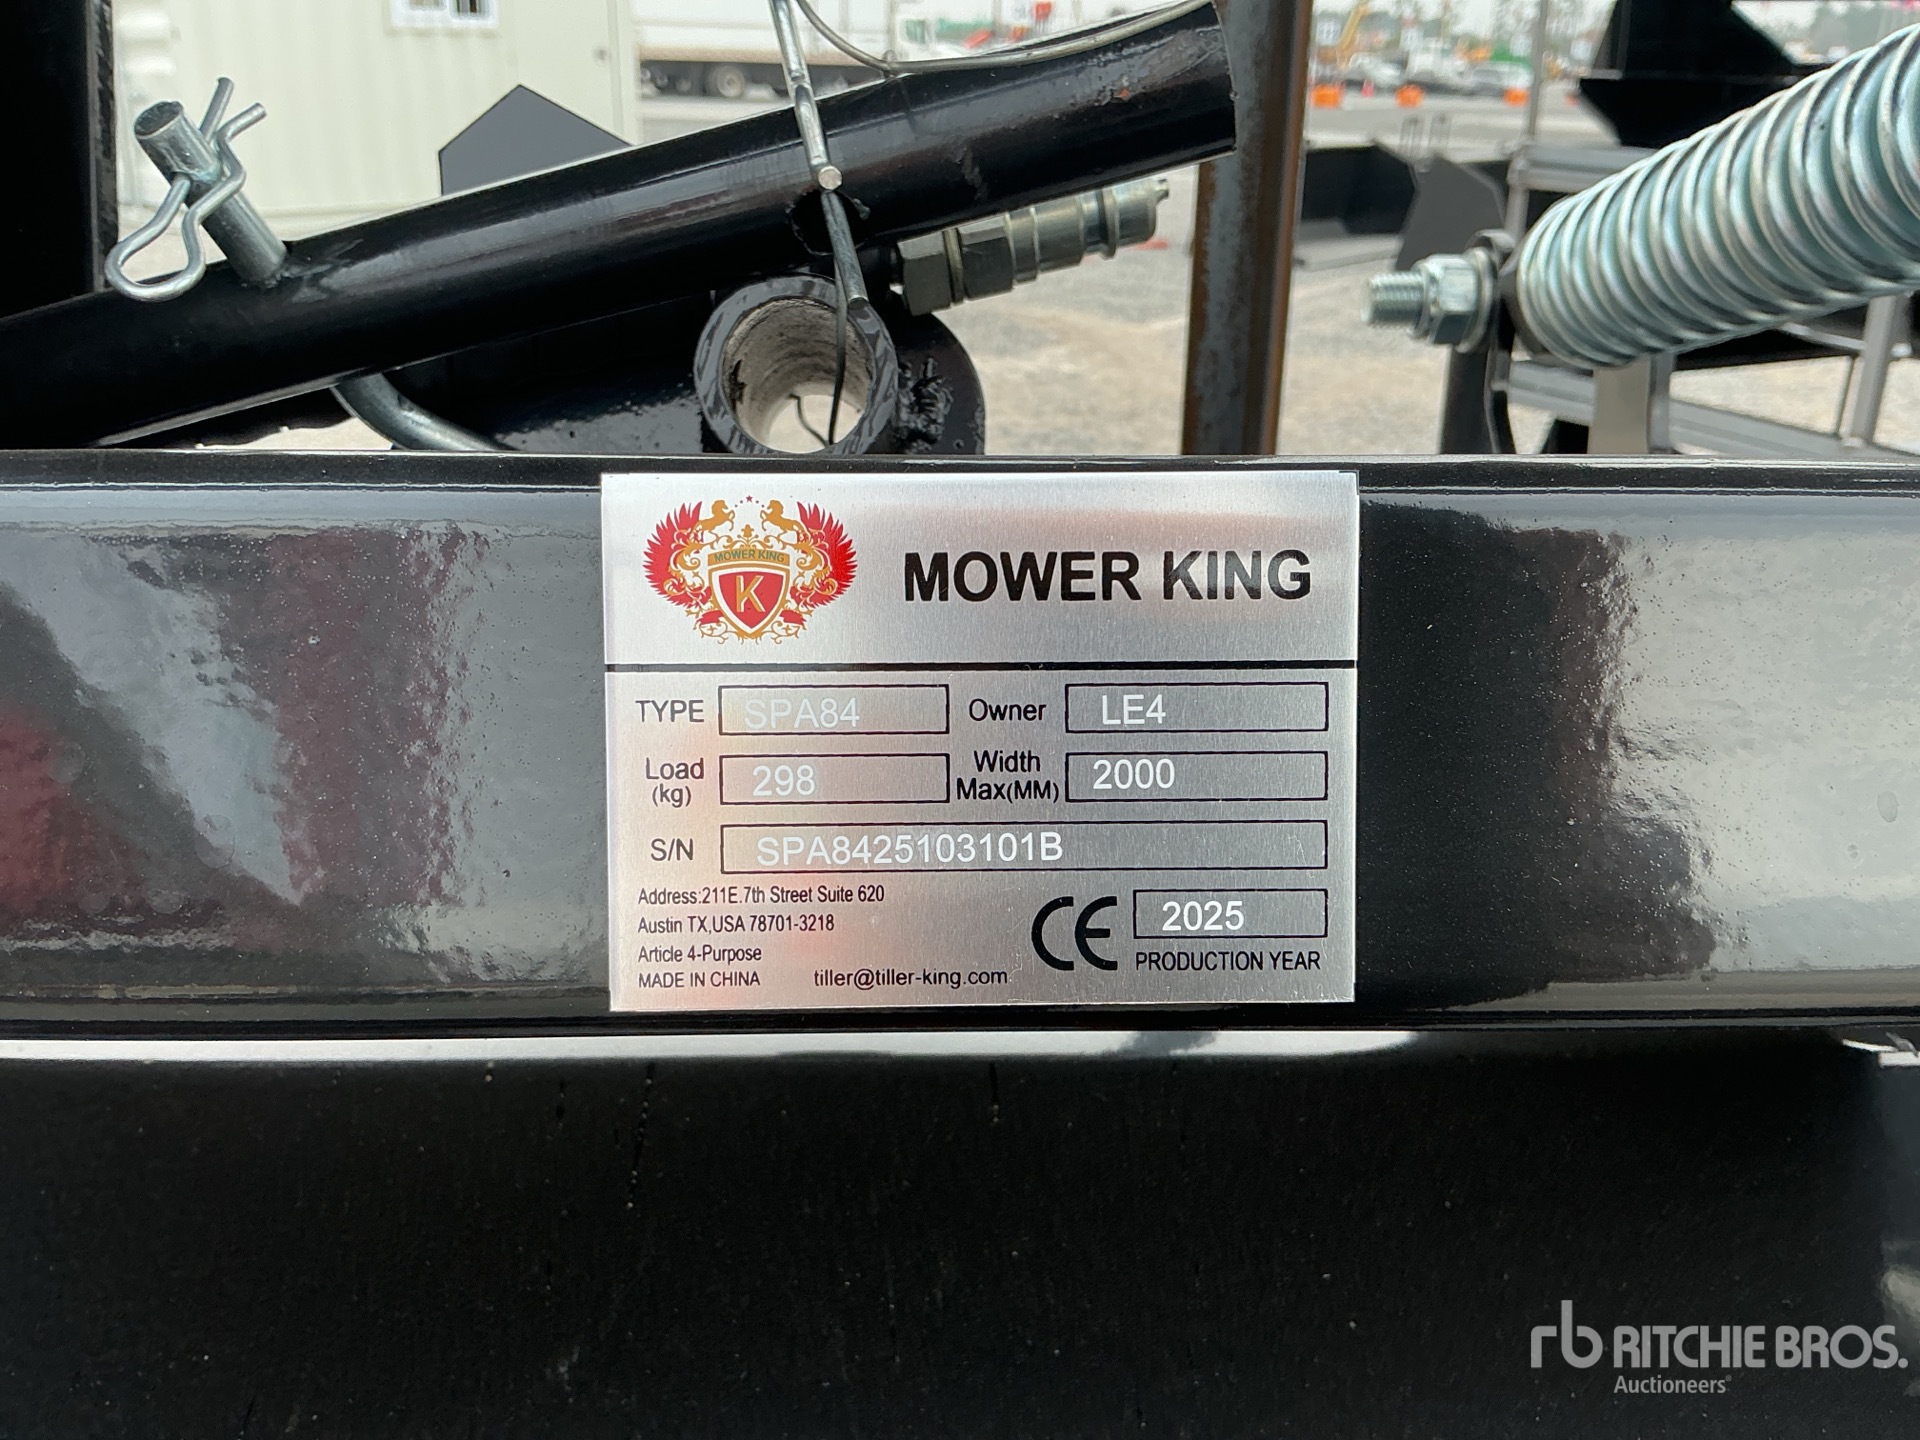 MOWER KING
K
MOWER KING
TYPE SPA84 Owner LE4
Load (kg) 298 Width Max(MM) 2000
S/N SPA8425103101B
Address:211E.7th Street Suite 620
Austin TX,USA 78701-3218
Article 4-Purpose
MADE IN CHINA tiller@tiller-king.com
CE 2025
PRODUCTION YEAR
rb RITCHIE BROS.
Auctioneers